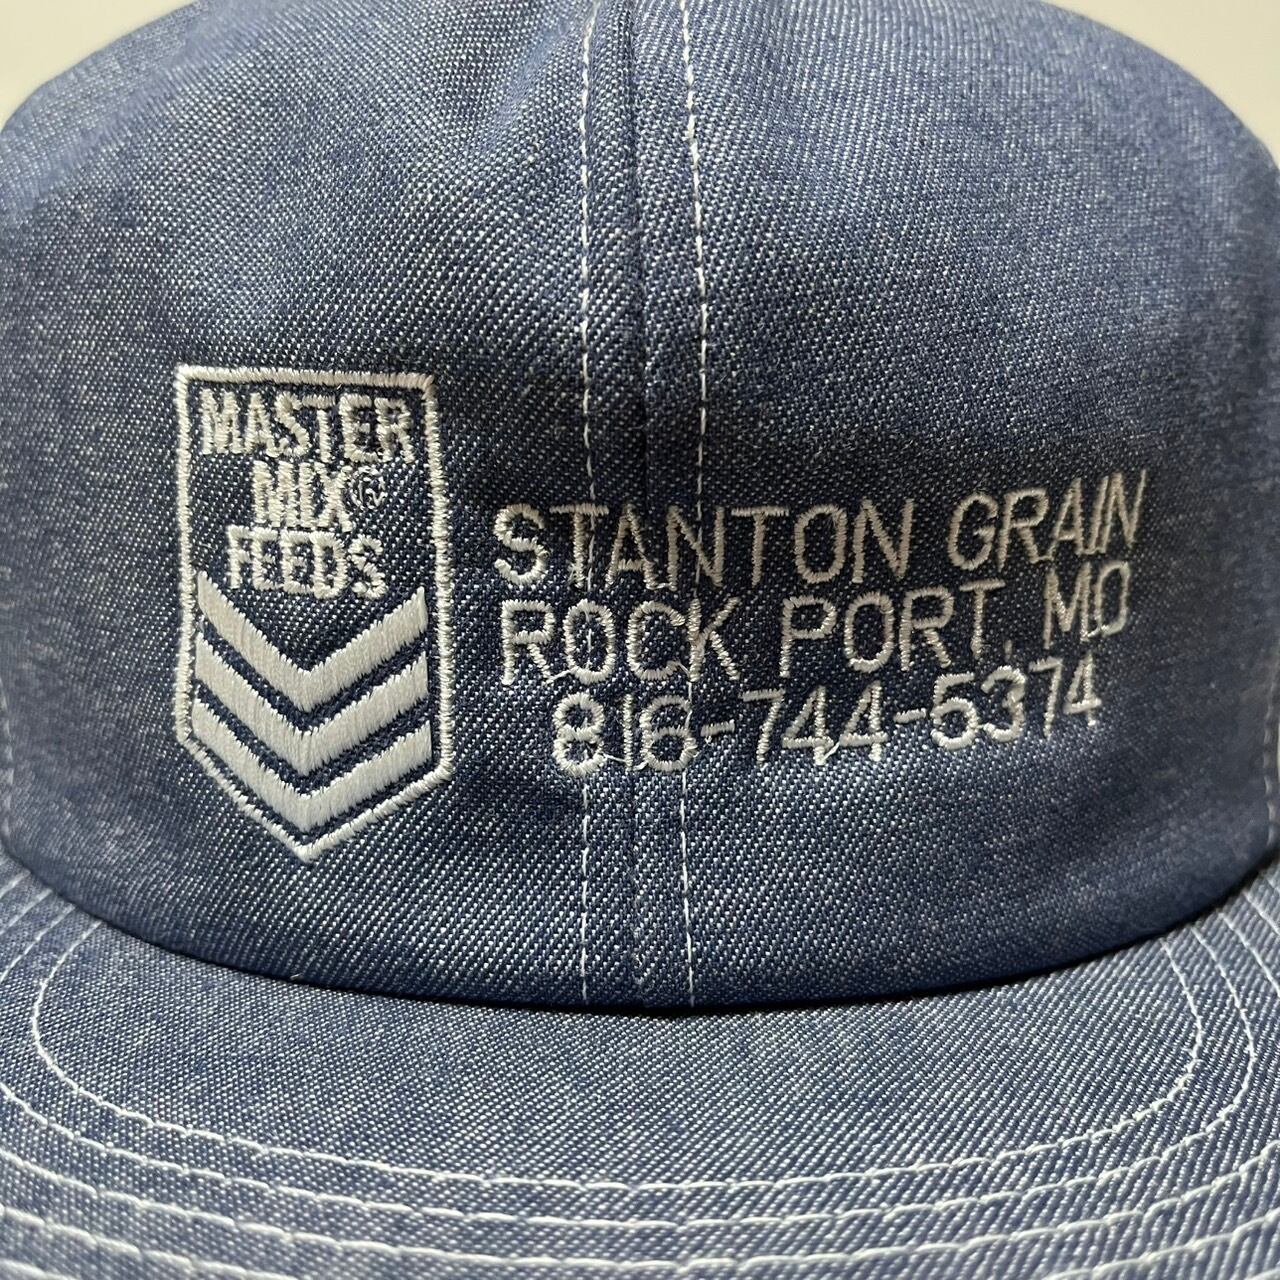 MASTER
MIX®
FEEDS
STANTON GRAIN
ROCK PORT, MO
816-744-5374